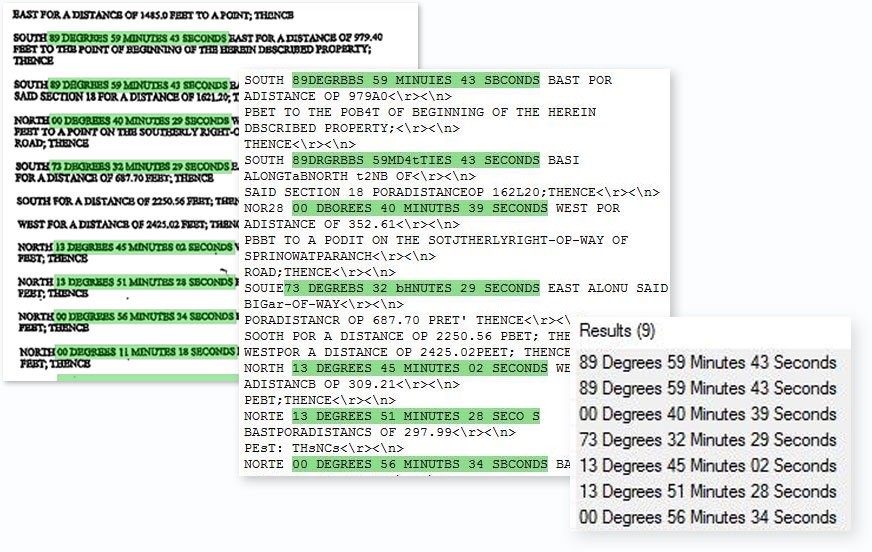 EAST FOR A DISTANCE OF 1485.0 FEET TO A POINT; THENCE
SOUTH 89 DEGREES 59 MINUTES 43 SECONDS EAST FOR A DISTANCE OF 979.40
FEET TO THE POINT OF BEGINNING OF THE HEREIN DESCRIBED PROPERTY;
THENCE
SOUTH 89 DEGREES 59 MINUTES 43 SECONDS
SAID SECTION 18 FOR A DISTANCE OF 1621.20; T
NORTH 00 DEGREES 40 MINUTES 29 SECONDS
FEET TO A POINT ON THE SOUTHERLY RIGHT-O
ROAD; THENCE
SOUTH 73 DEGREES 32 MINUTES 29 SECONDS
FOR A DISTANCE OF 687.70 FEET; THENCE
SOUTH FOR A DISTANCE OF 2250.56 FEET; THEN
WEST FOR A DISTANCE OF 2425.02 FEET; THEN
NORTH 13 DEGREES 45 MINUTES 02 SECONDS
FEET; THENCE
NORTH 13 DEGREES 51 MINUTES 28 SECONDS
FEET; THENCE
NORTH 00 DEGREES 56 MINUTES 34 SECONDS
FEET; THENCE
NORTH 00 DEGREES 11 MINUTES 18 SECONDS
FEET; THENCE
SOUTH 89DEGRBBS 59 MINUIES 43 SBCONDS BAST POR
ADISTANCE OP 979A0<\r><\n>
PBET TO THE POB4T OF BEGINNING OF THE HEREIN
DBSCRIBED PROPERTY;<\r><\n>
THENCE<\r><\n>
SOUTH 89DRGRBBS 59MD4tTIES 43 SECONDS BASI
ALONGTaBNORTH t2NB OF<\r><\n>
SAID SECTION 18 PORADISTANCEOP 162L20;THENCE<\r><\n>
NOR28 00 DBOREES 40 MINUTBS 39 SECONDS WEST POR
ADISTANCE OF 352.61<\r><\n>
PBBT TO A PODIT ON THE SOTJTHERLYRIGHT-OP-WAY OF
SPRINOWATPARANCH<\r><\n>
ROAD;THENCE<\r><\n>
SOUIE73 DEGREBS 32 bHNUTES 29 SECONDS EAST ALONU SAID
BIGar-OF-WAY<\r><\n>
PORADISTANCR OP 687.70 PRET' THENCE<\r><\
SOOTH POR A DISTANCE OP 2250.56 PBET; THE
WESTPOR A DISTANCE OF 2425.02PEET; THENCE
NORTH 13 DEGREES 45 MINUTES 02 SECONDS WE
ADISTANCB OP 309.21<\r><\n>
PEBT;THENCE<\r><\n>
NORTE 13 DEGREES 51 MINUTES 28 SECO S
BASTPORADISTANCS OF 297.99<\r><\n>
PEsT: THsNCs<\r><\n>
NORTE 00 DEGREES 56 MINUTBS 34 SBCONDS BA
Results (9)
89 Degrees 59 Minutes 43 Seconds
89 Degrees 59 Minutes 43 Seconds
00 Degrees 40 Minutes 39 Seconds
73 Degrees 32 Minutes 29 Seconds
13 Degrees 45 Minutes 02 Seconds
13 Degrees 51 Minutes 28 Seconds
00 Degrees 56 Minutes 34 Seconds